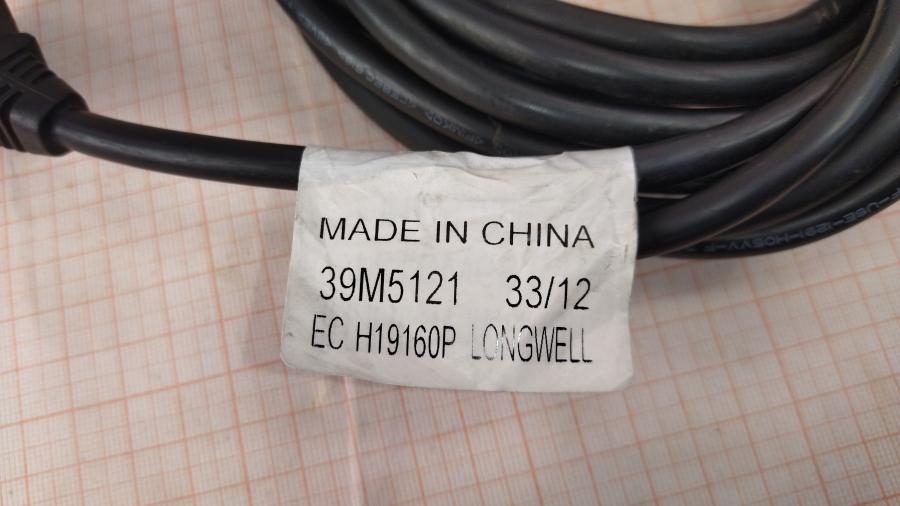 MADE IN CHINA
39M5121 33/12
EC H19160P LONGWELL